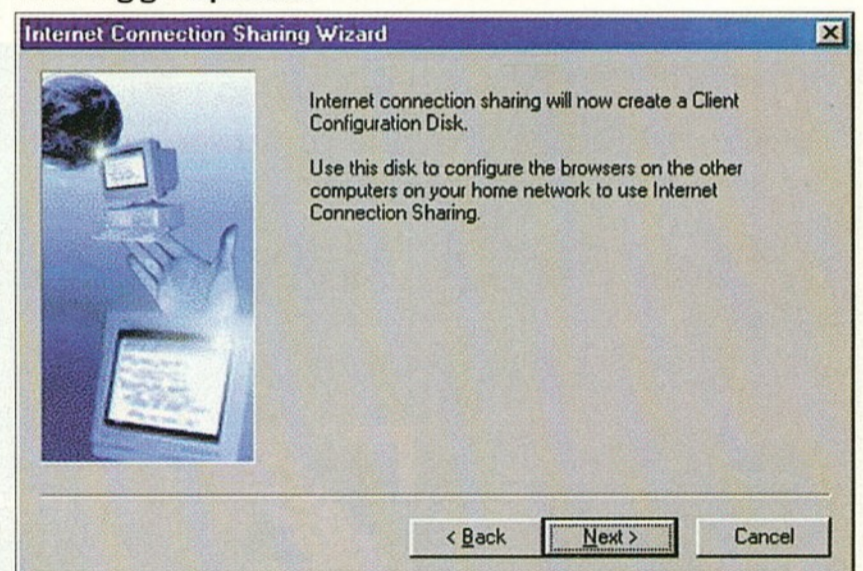 Internet Connection Sharing Wizard
Internet connection sharing will now create a Client
Configuration Disk.
Use this disk to configure the browsers on the other
computers on your home network to use Internet
Connection Sharing.
< Back
Next >
Cancel